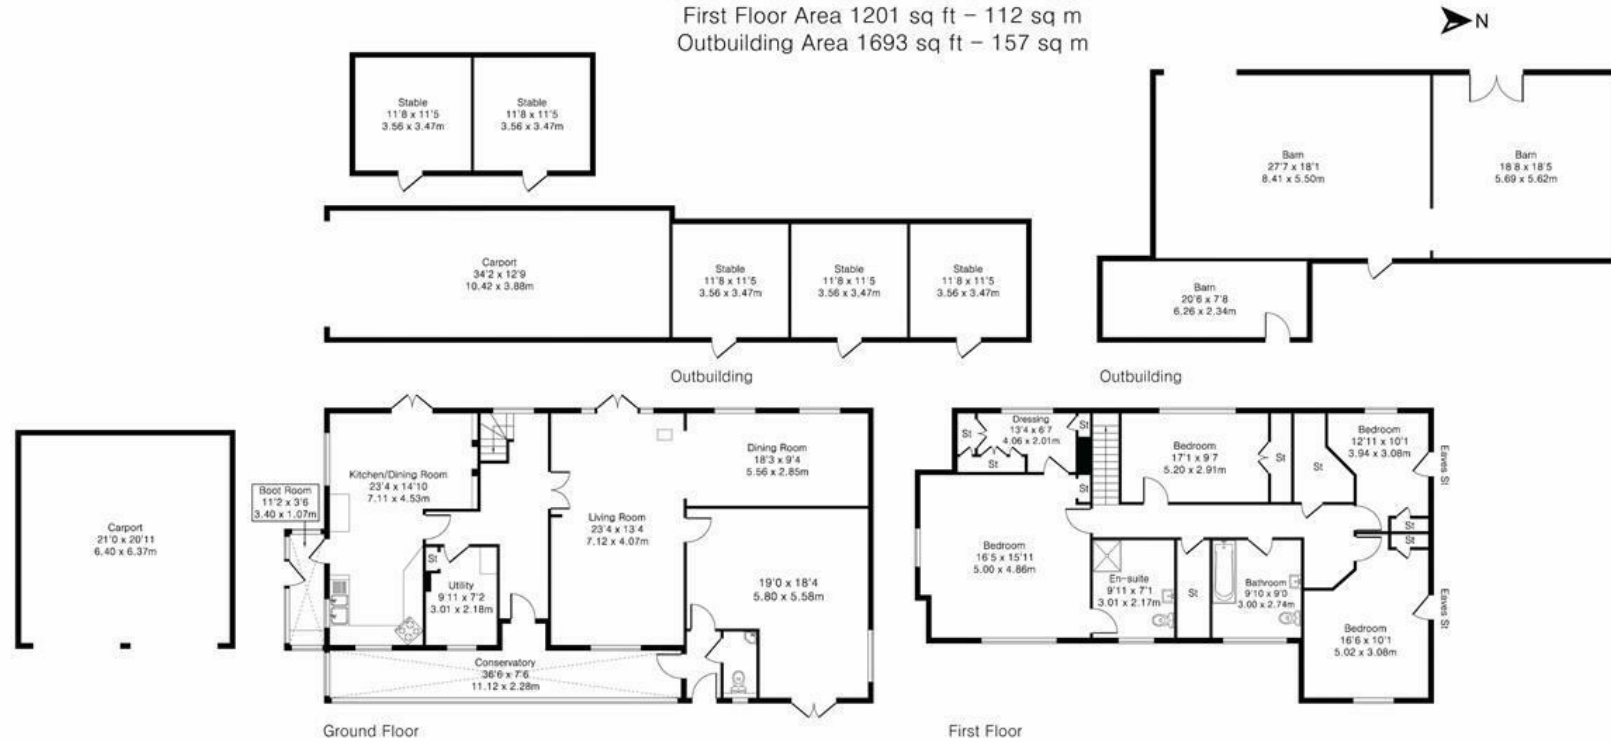 First Floor Area 1201 sq ft - 112 sq m
Outbuilding Area 1693 sq ft - 157 sq m
N
Stable
11'8 x 11'5
3.56 x 3.47m
Stable
11'8 x 11'5
3.56 x 3.47m
Barn
27'7 x 18'1
8.41 x 5.50m
Barn
18'8 x 18'5
5.69 x 5.62m
Carport
34'2 x 12'9
10.42 x 3.88m
Stable
11'8 x 11'5
3.56 x 3.47m
Stable
11'8 x 11'5
3.56 x 3.47m
Stable
11'8 x 11'5
3.56 x 3.47m
Barn
20'6 x 7'8
6.26 x 2.34m
Outbuilding
Outbuilding
Carport
21'0 x 20'11
6.40 x 6.37m
Boot Room
11'2 x 3'6
3.40 x 1.07m
Kitchen/Dining Room
23'4 x 14'10
7.11 x 4.53m
St
Utility
9'11 x 7'2
3.01 x 2.18m
Living Room
23'4 x 13'4
7.12 x 4.07m
Dining Room
18'3 x 9'4
5.56 x 2.85m
19'0 x 18'4
5.80 x 5.58m
Conservatory
36'6 x 7'6
11.12 x 2.28m
Ground Floor
Dressing
13'4 x 6'7
4.06 x 2.01m
St
St
St
St
Bedroom
16'5 x 15'11
5.00 x 4.86m
Bedroom
17'1 x 9'7
5.20 x 2.91m
St
St
Bedroom
12'11 x 10'1
3.94 x 3.08m
Eaves St
St
St
En-suite
9'11 x 7'1
3.01 x 2.17m
St
Bathroom
9'10 x 9'0
3.00 x 2.74m
Bedroom
16'6 x 10'1
5.02 x 3.08m
Eaves St
First Floor